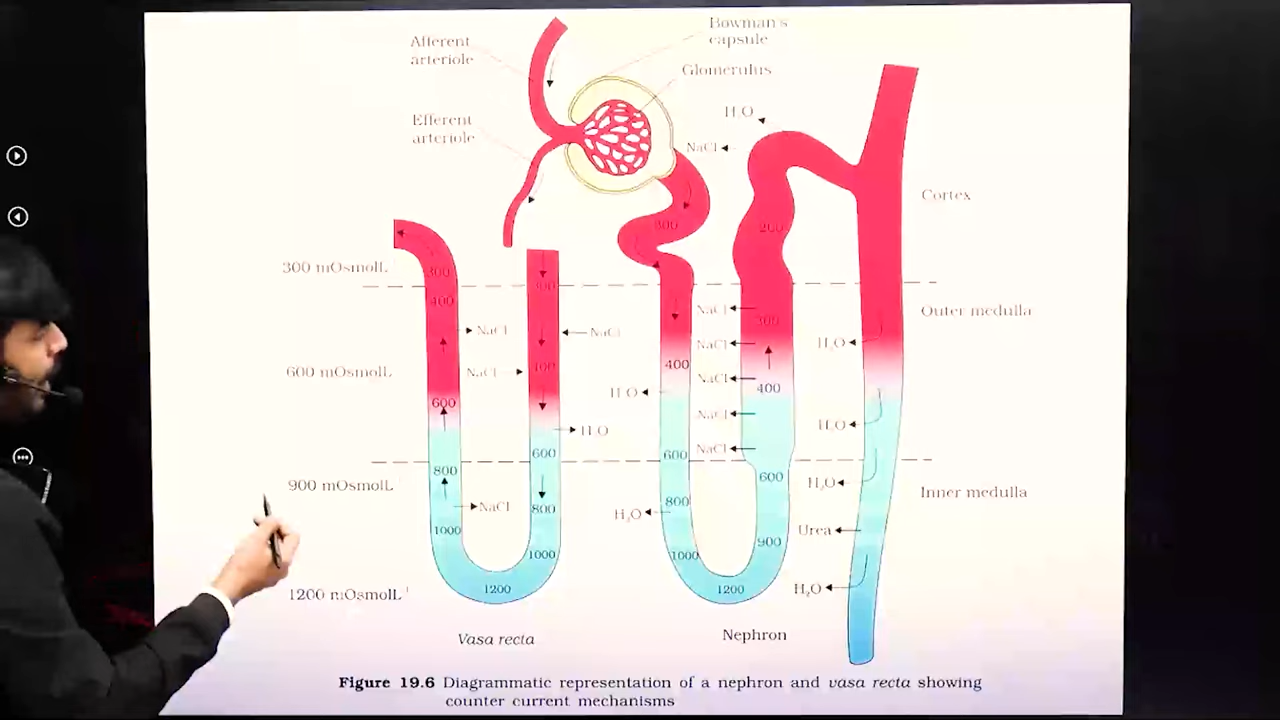 Afferent
arteriole
Bowman's
capsule
Glomerulus
Efferent
arteriole
H₂O
NaCl
Cortex
300
200
300 mOsmolL
300
300
400
NaCl
NaCl
NaCl
300
Outer medulla
NaCl
H₂O
600 mOsmolL
NaCl
400
400
NaCl
400
H₂O
600
NaCl
H₂O
H₂O
600
600
NaCl
800
600
H₂O
900 mOsmolL
Inner medulla
NaCl
800
800
H₂O
1000
Urea
900
1000
1000
1200 mOsmolL⁻¹
1200
1200
H₂O
Vasa recta
Nephron
Figure 19.6 Diagrammatic representation of a nephron and vasa recta showing
counter current mechanisms